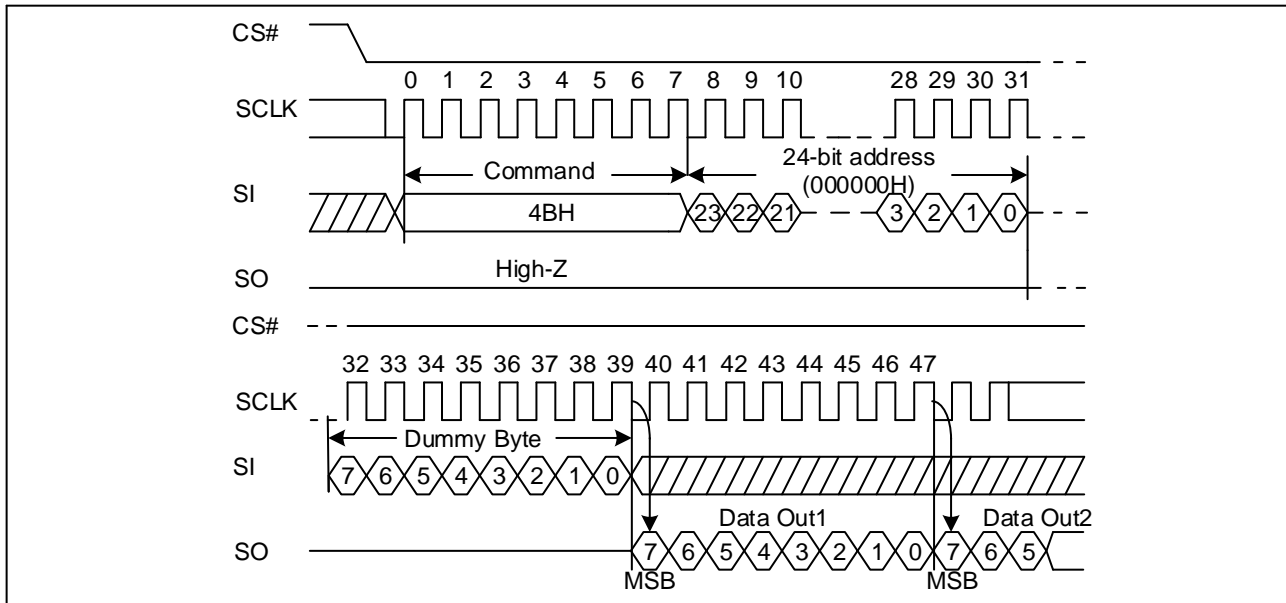 CS#
0 1 2 3 4 5 6 7 8 9 10 28 29 30 31
SCLK
Command
24-bit address
(000000H)
SI
4BH
23 22 21 3 2 1 0
High-Z
SO
CS#
32 33 34 35 36 37 38 39 40 41 42 43 44 45 46 47
SCLK
Dummy Byte
SI
7 6 5 4 3 2 1 0
Data Out1 Data Out2
SO
7 6 5 4 3 2 1 0 7 6 5
MSB MSB